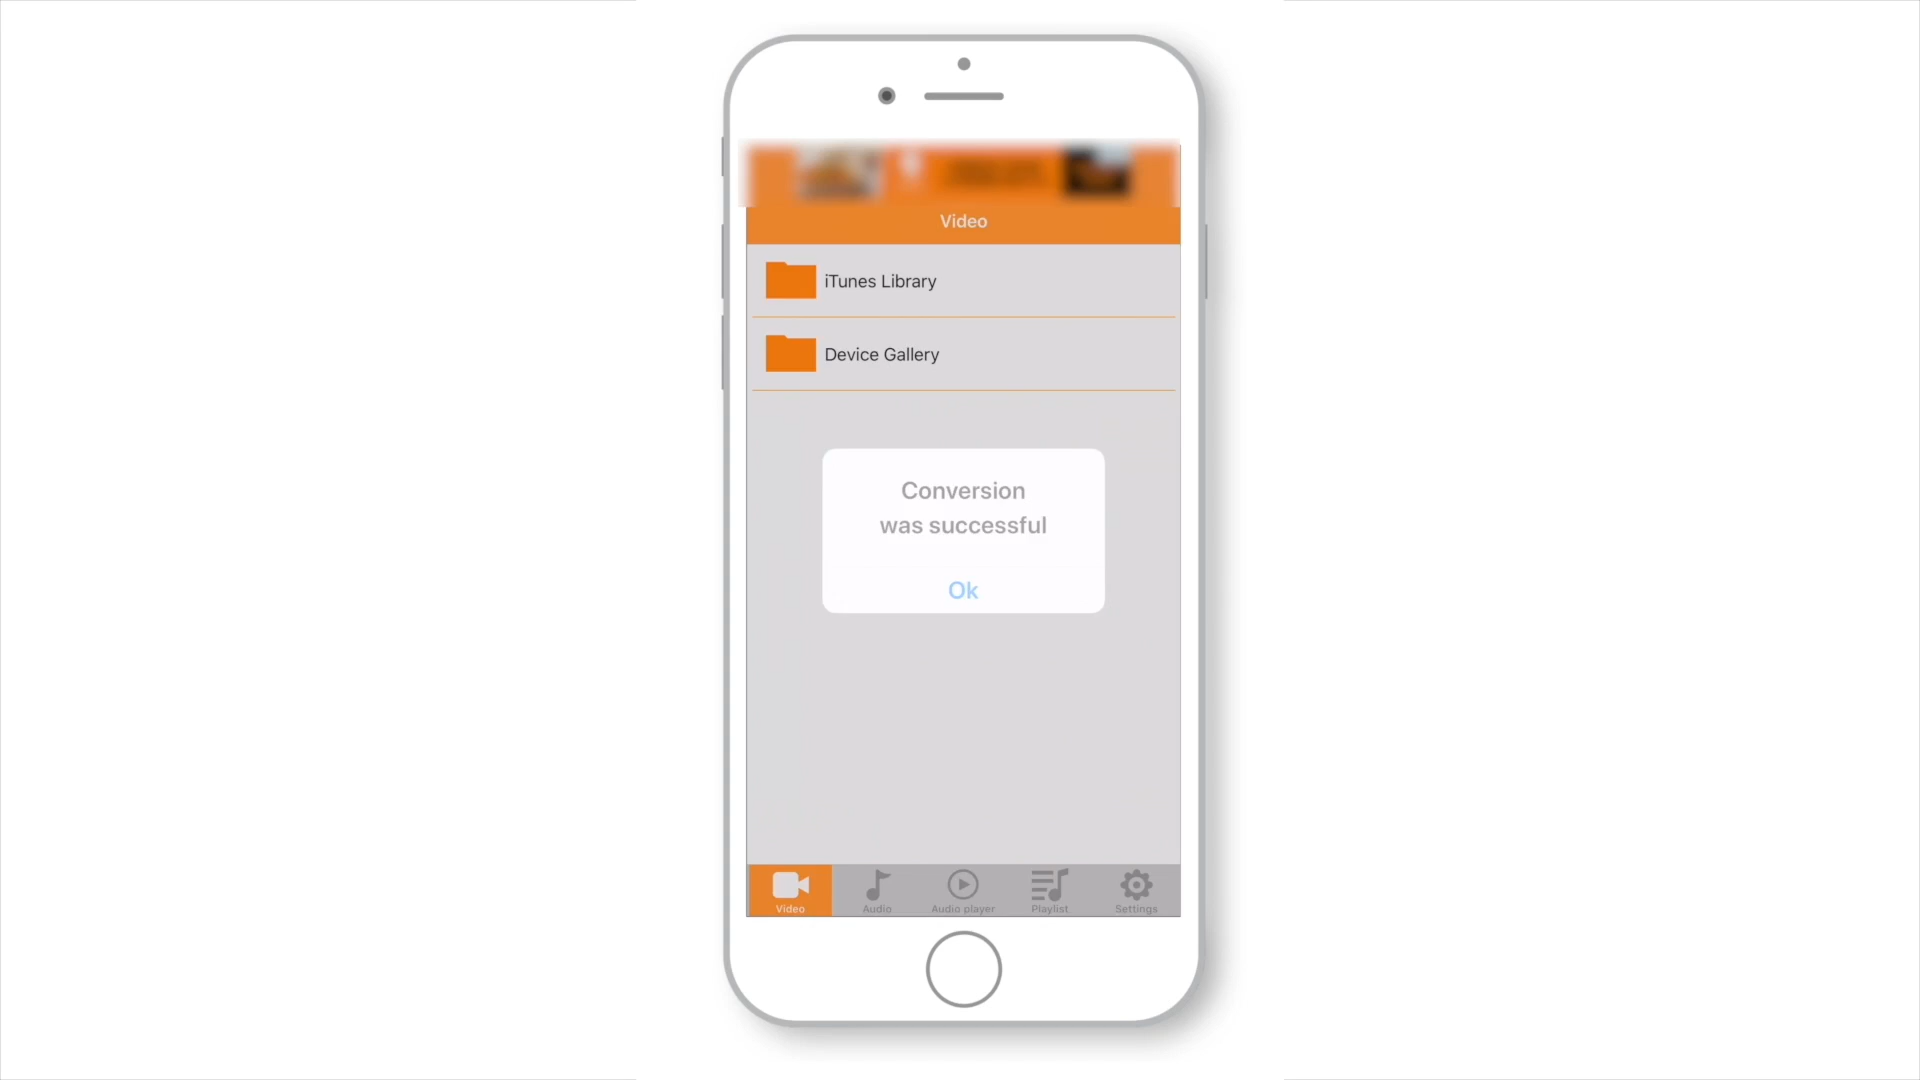 Video
iTunes Library
Device Gallery
Conversion
was successful
Ok
Video
Audio
Audio player
Playlist
Settings